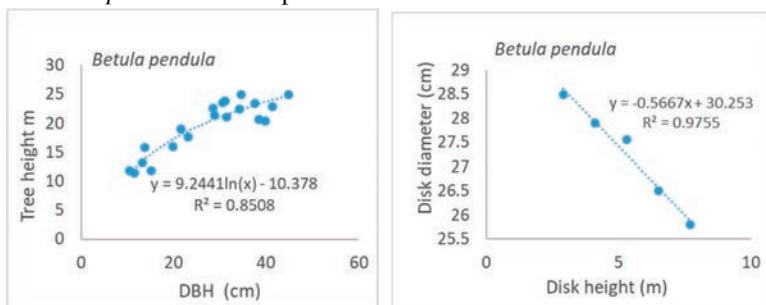 Betula pendula
30
25
20
15
10
5
0
Tree height m
y = 9.2441ln(x) - 10.378
R² = 0.8508
0 20 40 60
DBH (cm)
Betula pendula
29
28.5
28
27.5
27
26.5
26
25.5
Disk diameter (cm)
y = -0.5667x + 30.253
R² = 0.9755
0 5 10
Disk height (m)